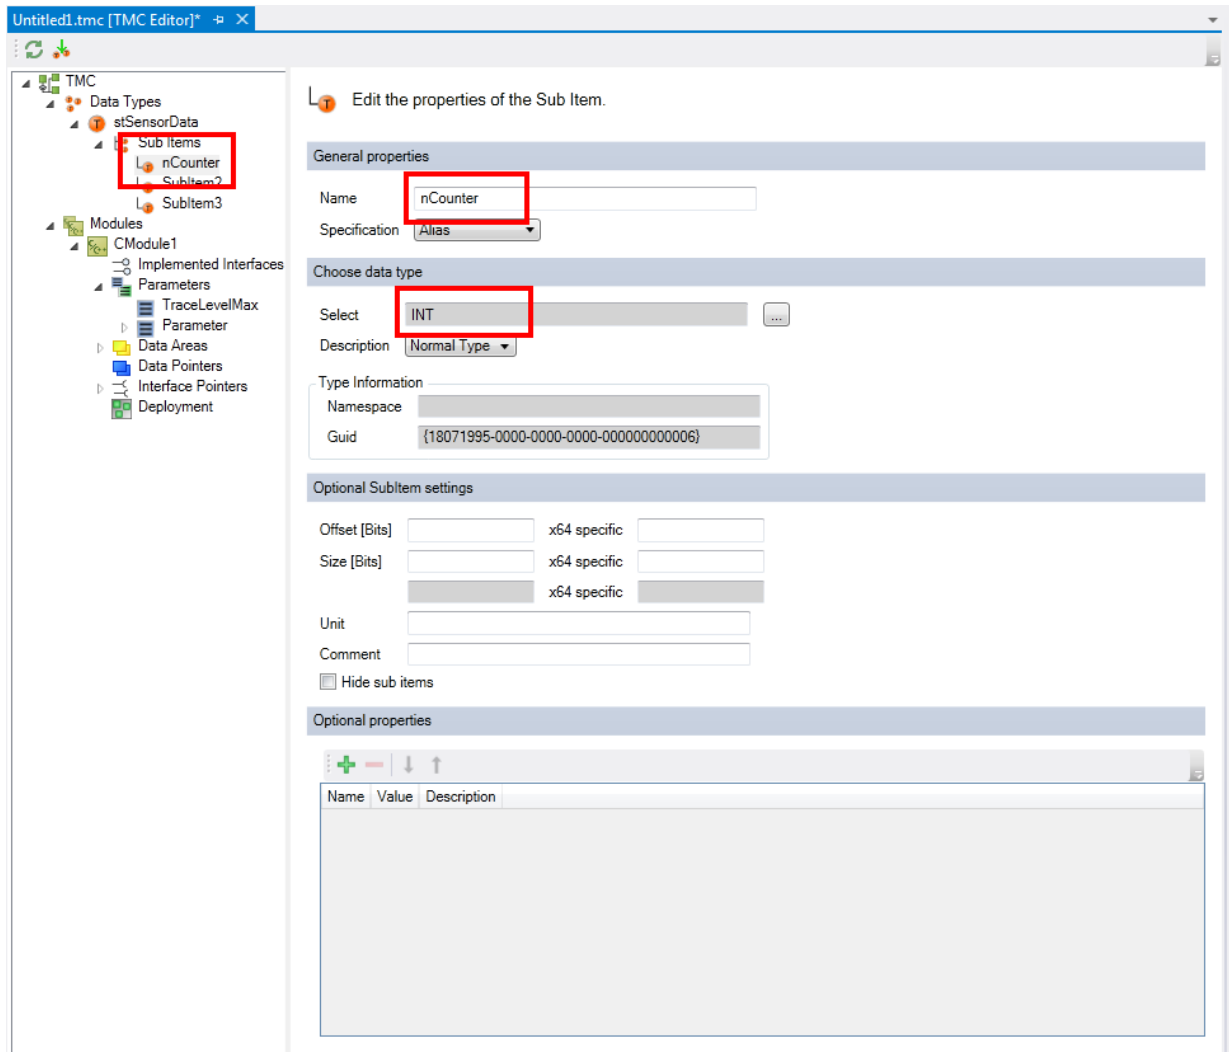 Untitled1.tmc [TMC Editor]*
TMC
Data Types
stSensorData
Sub Items
nCounter
SubItem2
SubItem3
Modules
CModule1
Implemented Interfaces
Parameters
TraceLevelMax
Parameter
Data Areas
Data Pointers
Interface Pointers
Deployment
Edit the properties of the Sub Item.
General properties
Name nCounter
Specification Alias
Choose data type
Select INT ...
Description Normal Type
Type Information
Namespace
Guid {18071995-0000-0000-0000-000000000006}
Optional SubItem settings
Offset [Bits] x64 specific
Size [Bits] x64 specific
x64 specific
Unit
Comment
Hide sub items
Optional properties
Name Value Description